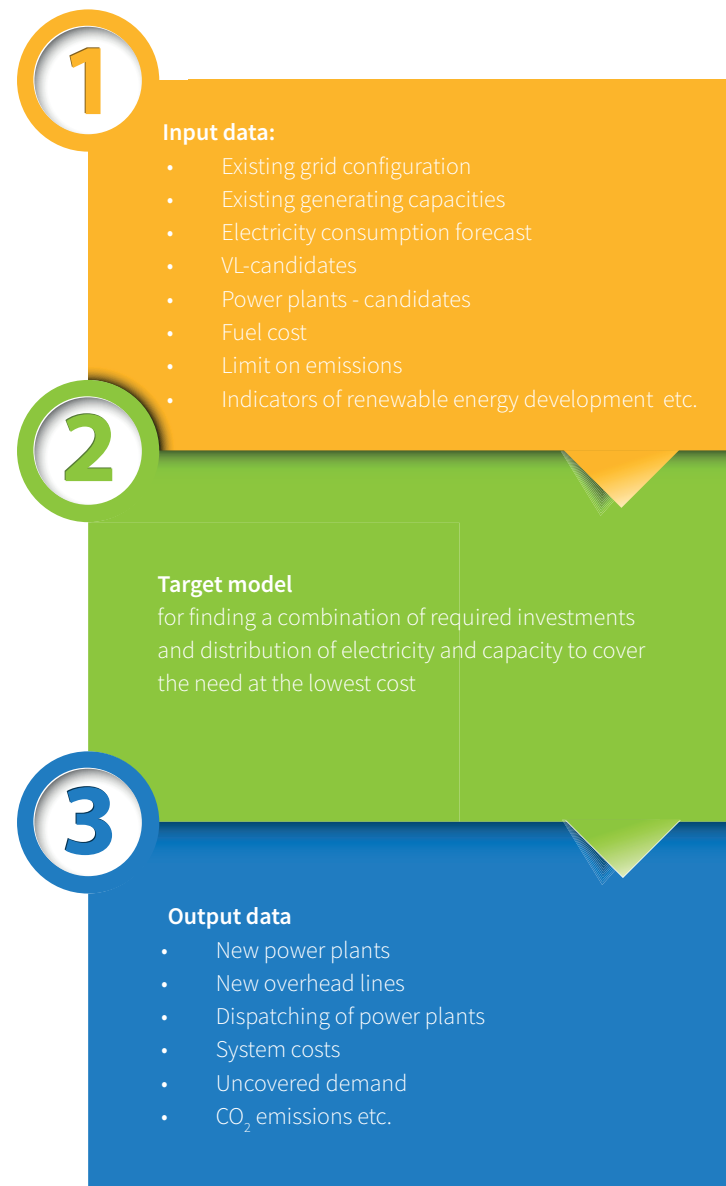 1
Input data:
• Existing grid configuration
• Existing generating capacities
• Electricity consumption forecast
• VL-candidates
• Power plants - candidates
• Fuel cost
• Limit on emissions
• Indicators of renewable energy development etc.
2
Target model
for finding a combination of required investments
and distribution of electricity and capacity to cover
the need at the lowest cost
3
Output data
• New power plants
• New overhead lines
• Dispatching of power plants
• System costs
• Uncovered demand
• CO₂ emissions etc.